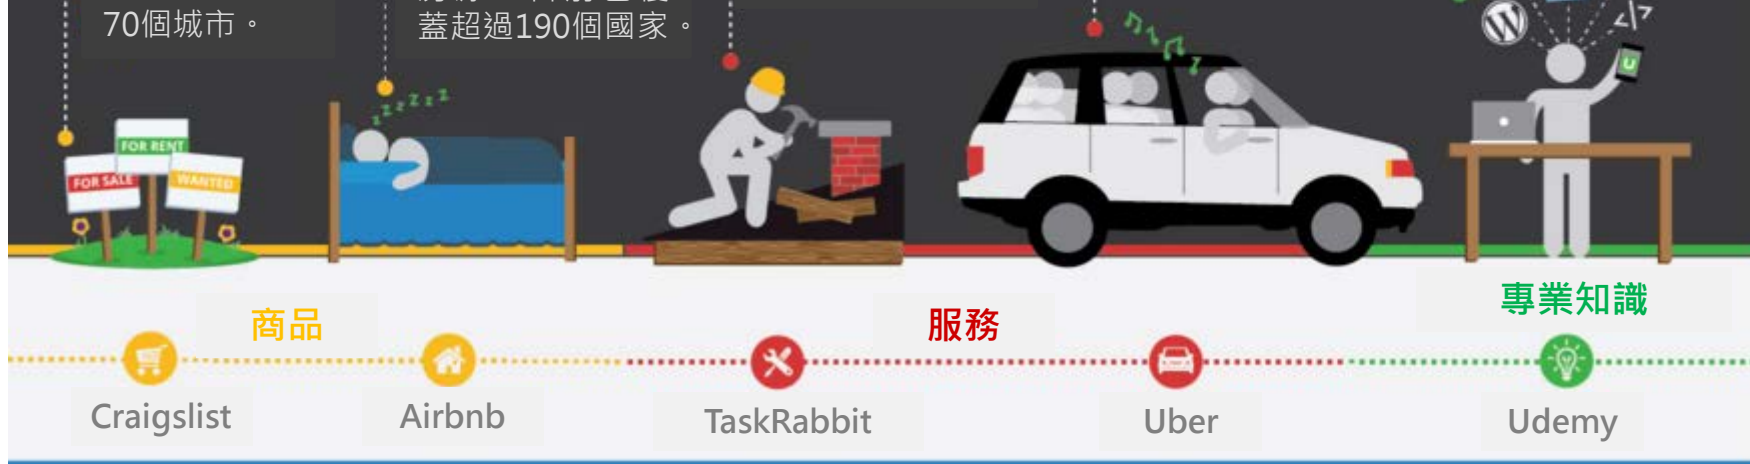 70個城市。
蓋超過190個國家。
z z z z z
FOR RENT
FOR SALE
WANTED
</>
U
商品
服務
專業知識
Craigslist
Airbnb
TaskRabbit
Uber
Udemy